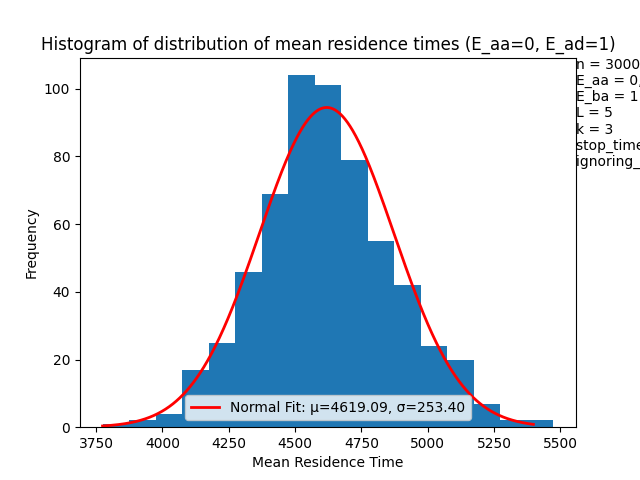 Histogram of distribution of mean residence times (E_aa=0, E_ad=1)
n = 3000
E_aa = 0,
E_ba = 1
L = 5
k = 3
stop_time
ignoring_
Frequency
100
80
60
40
20
0
Normal Fit: μ=4619.09, σ=253.40
3750 4000 4250 4500 4750 5000 5250 5500
Mean Residence Time